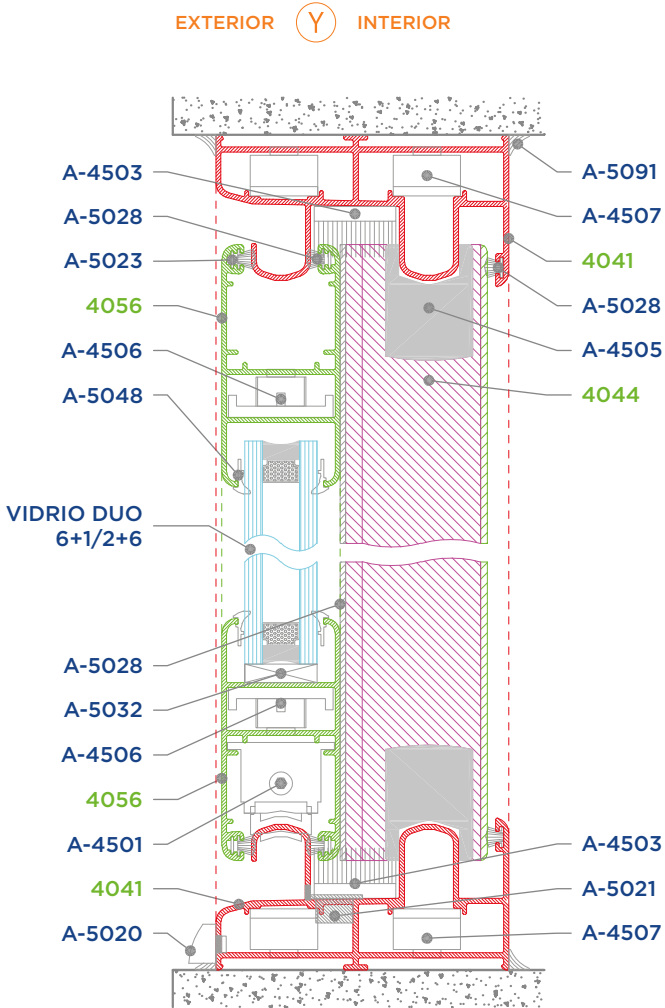 EXTERIOR Y INTERIOR
A-4503
A-5028
A-5023
4056
A-4506
A-5048
VIDRIO DUO
6+1/2+6
A-5028
A-5032
A-4506
4056
A-4501
4041
A-5020
A-5091
A-4507
4041
A-5028
A-4505
4044
A-4503
A-5021
A-4507